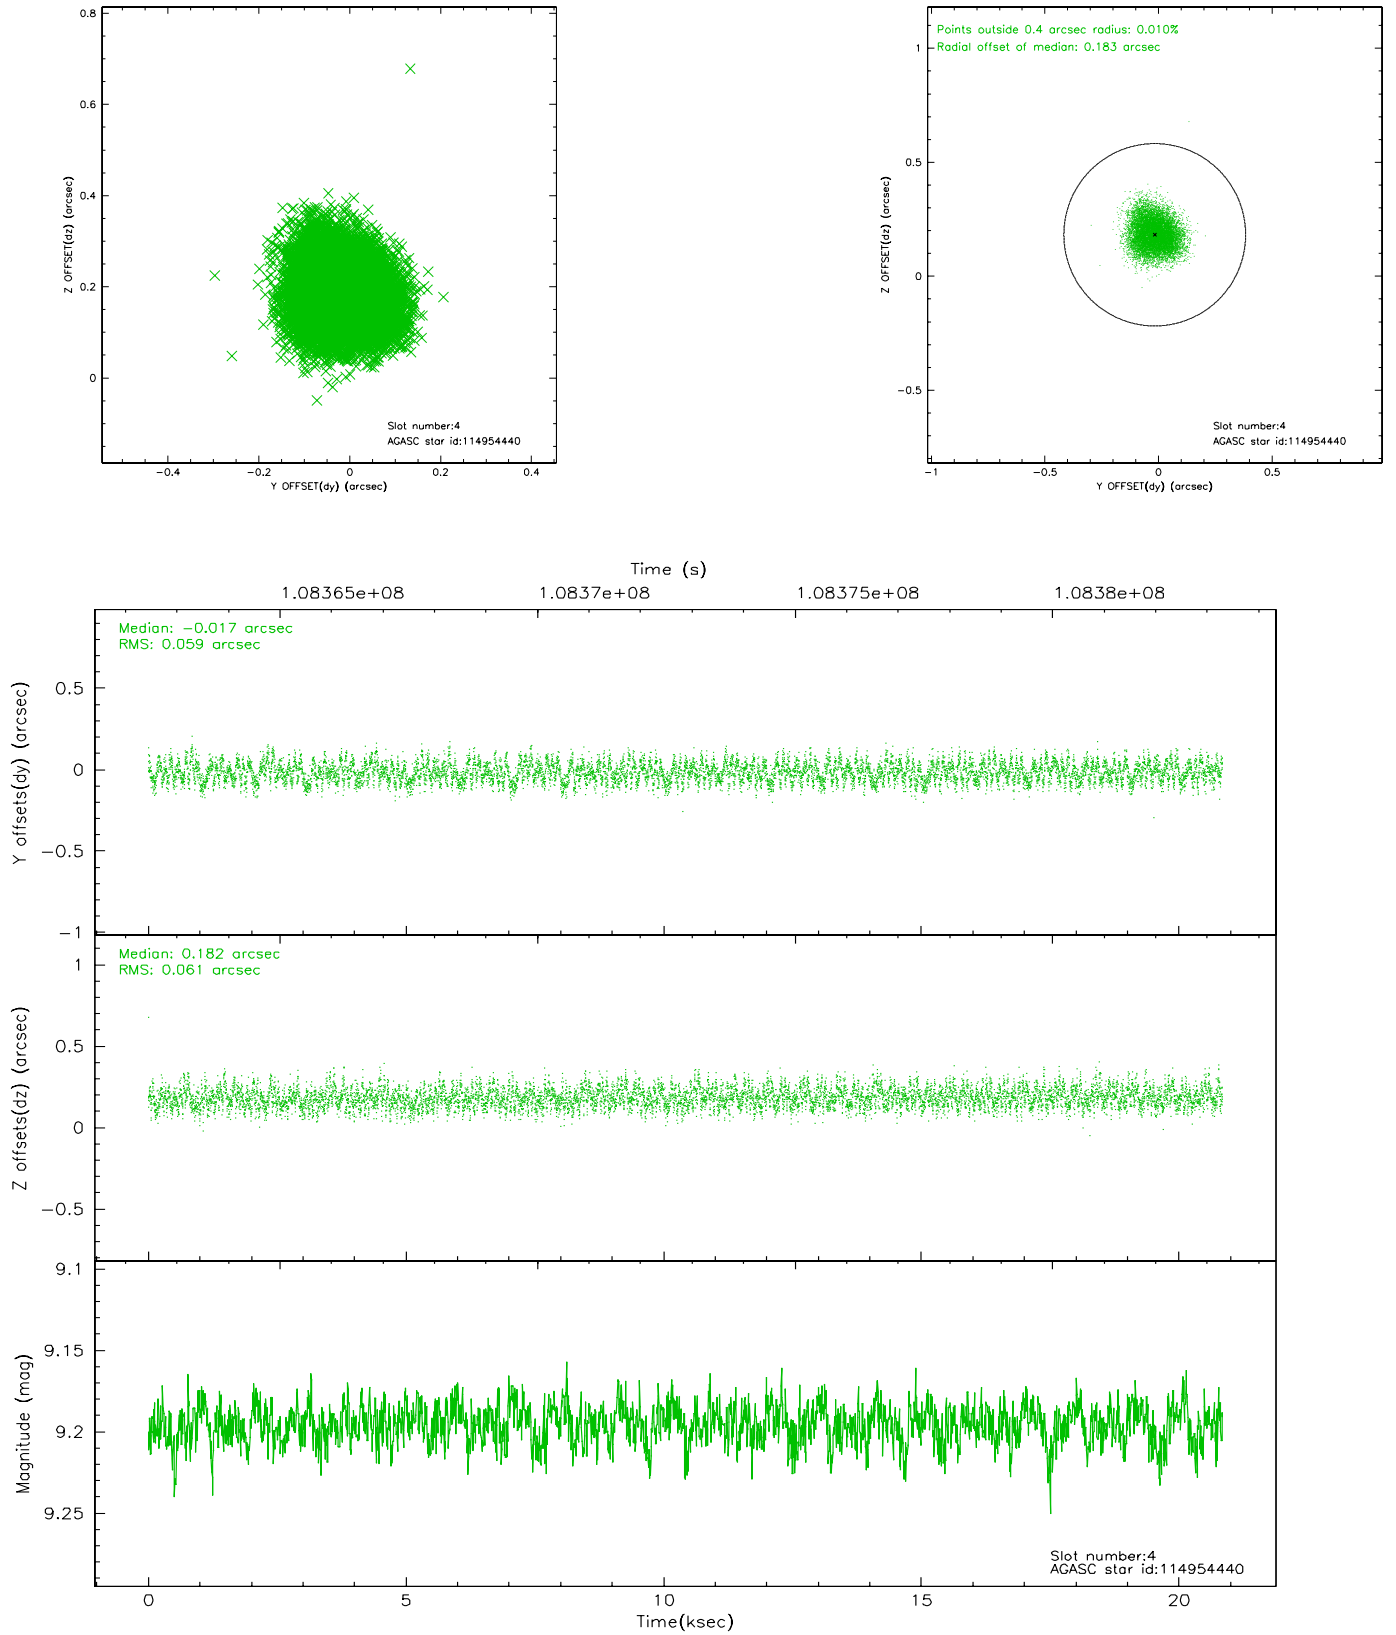 0.8
0.6
0.4
0.2
0
Z OFFSET(dz) (arcsec)
−0.4 −0.2 0 0.2 0.4
Y OFFSET(dy) (arcsec)
Slot number:4
AGASC star id:114954440
Points outside 0.4 arcsec radius: 0.010%
Radial offset of median: 0.183 arcsec
1
0.5
0
−0.5
Z OFFSET(dz) (arcsec)
−1 −0.5 0 0.5
Y OFFSET(dy) (arcsec)
Slot number:4
AGASC star id:114954440
Time (s)
1.08365e+08 1.0837e+08 1.08375e+08 1.0838e+08
Median: −0.017 arcsec
RMS: 0.059 arcsec
0.5
0
−0.5
−1
Y offsets(dy) (arcsec)
Median: 0.182 arcsec
RMS: 0.061 arcsec
1
0.5
0
−0.5
Z offsets(dz) (arcsec)
9.1
9.15
9.2
9.25
Magnitude (mag)
Slot number:4
AGASC star id:114954440
0 5 10 15 20
Time(ksec)